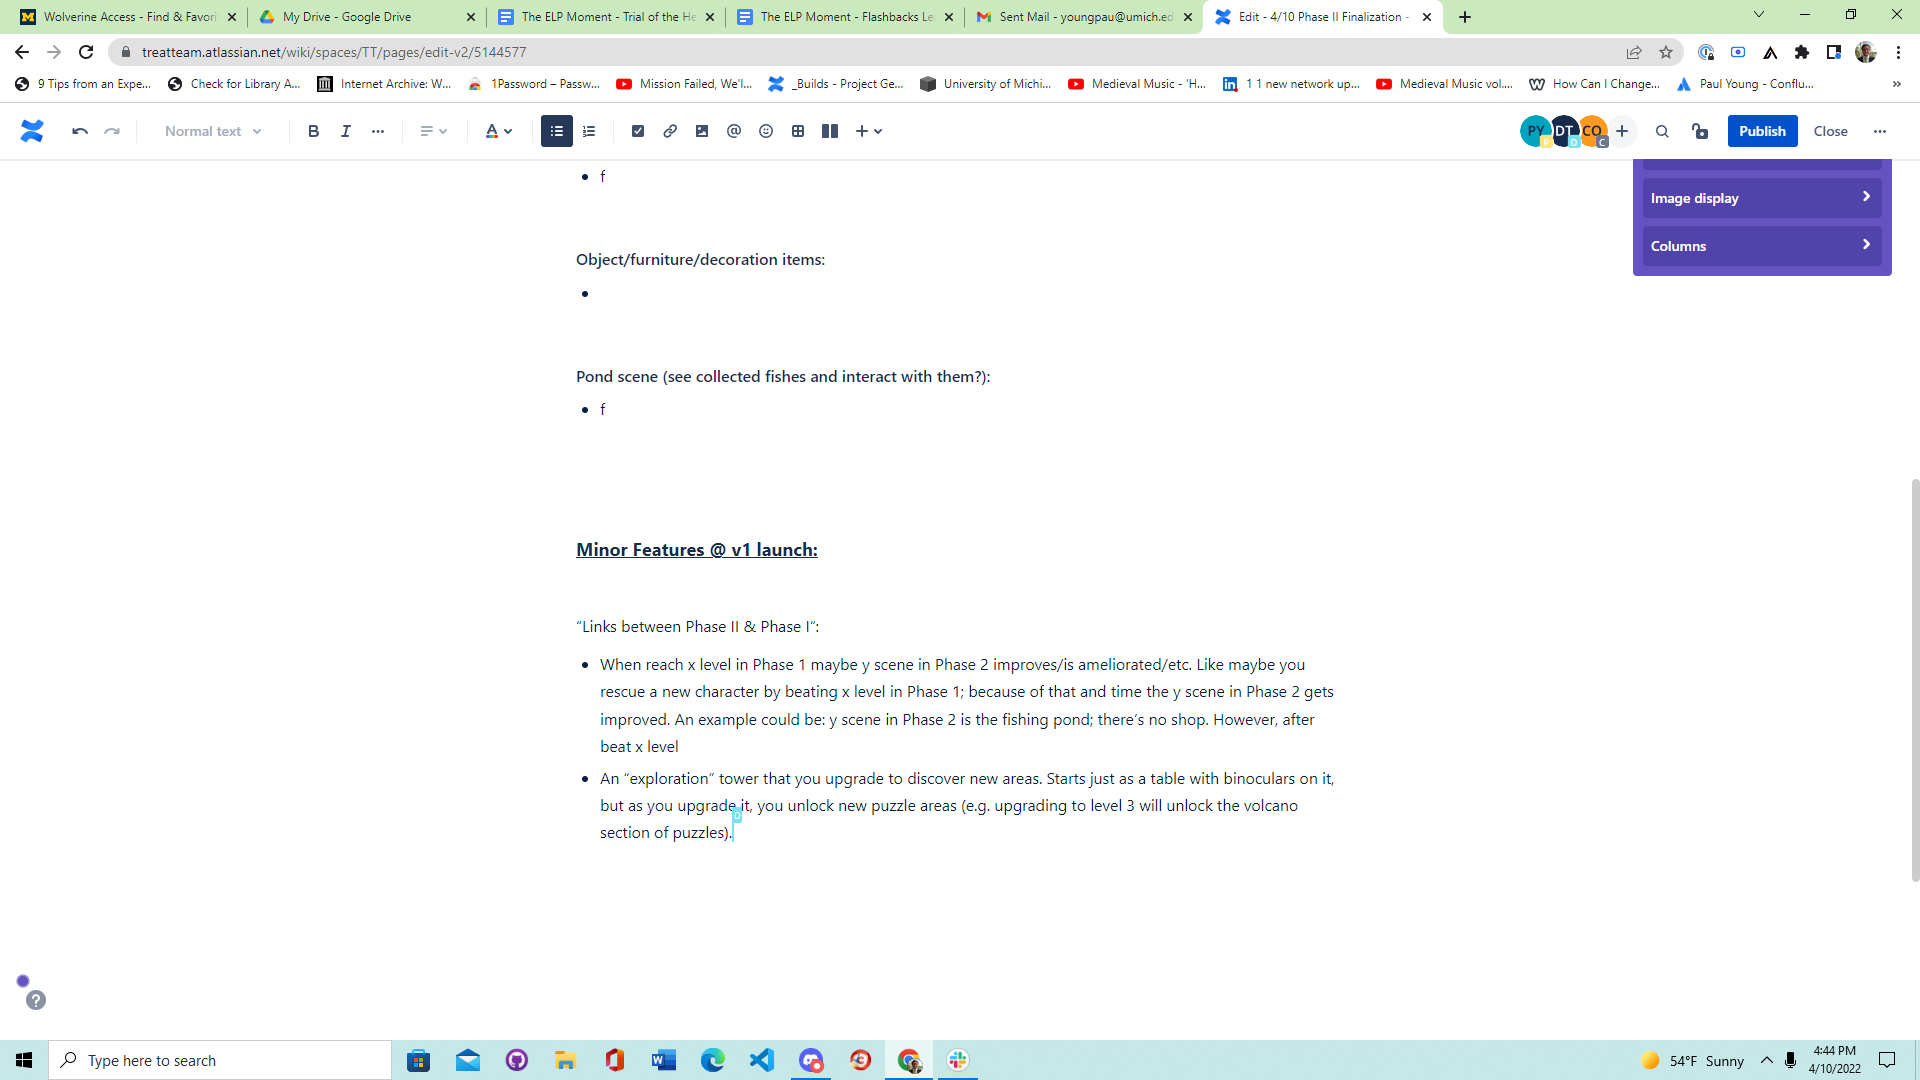 Wolverine Access - Find & Favori
My Drive - Google Drive
The ELP Moment - Trial of the He
The ELP Moment - Flashbacks Le
Sent Mail - youngpau@umich.ed
Edit - 4/10 Phase II Finalization -
treatteam.atlassian.net/wiki/spaces/TT/pages/edit-v2/5144577
9 Tips from an Expe...
Check for Library A...
Internet Archive: W...
1Password – Passw...
Mission Failed, We'l...
_Builds - Project Ge...
University of Michi...
Medieval Music - 'H...
1 1 new network up...
Medieval Music vol....
How Can I Change...
Paul Young - Conflu...
»
Normal text
B
I
A
PY
P
DT
D
CO
C
Publish
Close
• f
Image display
Columns
Object/furniture/decoration items:
•
Pond scene (see collected fishes and interact with them?):
• f
Minor Features @ v1 launch:
“Links between Phase II & Phase I”:
• When reach x level in Phase 1 maybe y scene in Phase 2 improves/is ameliorated/etc. Like maybe you
rescue a new character by beating x level in Phase 1; because of that and time the y scene in Phase 2 gets
improved. An example could be: y scene in Phase 2 is the fishing pond; there’s no shop. However, after
beat x level
• An “exploration” tower that you upgrade to discover new areas. Starts just as a table with binoculars on it,
but as you upgrade it, you unlock new puzzle areas (e.g. upgrading to level 3 will unlock the volcano
D
section of puzzles).
?
Type here to search
54°F Sunny
4:44 PM
4/10/2022